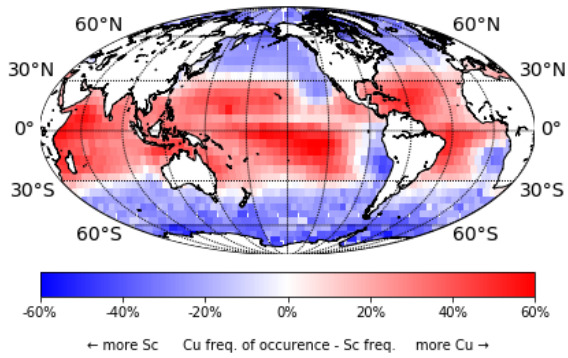 60°N 60°N
30°N 30°N
0° 0°
30°S 30°S
60°S 60°S
-60% -40% -20% 0% 20% 40% 60%
← more Sc Cu freq. of occurence - Sc freq. more Cu →